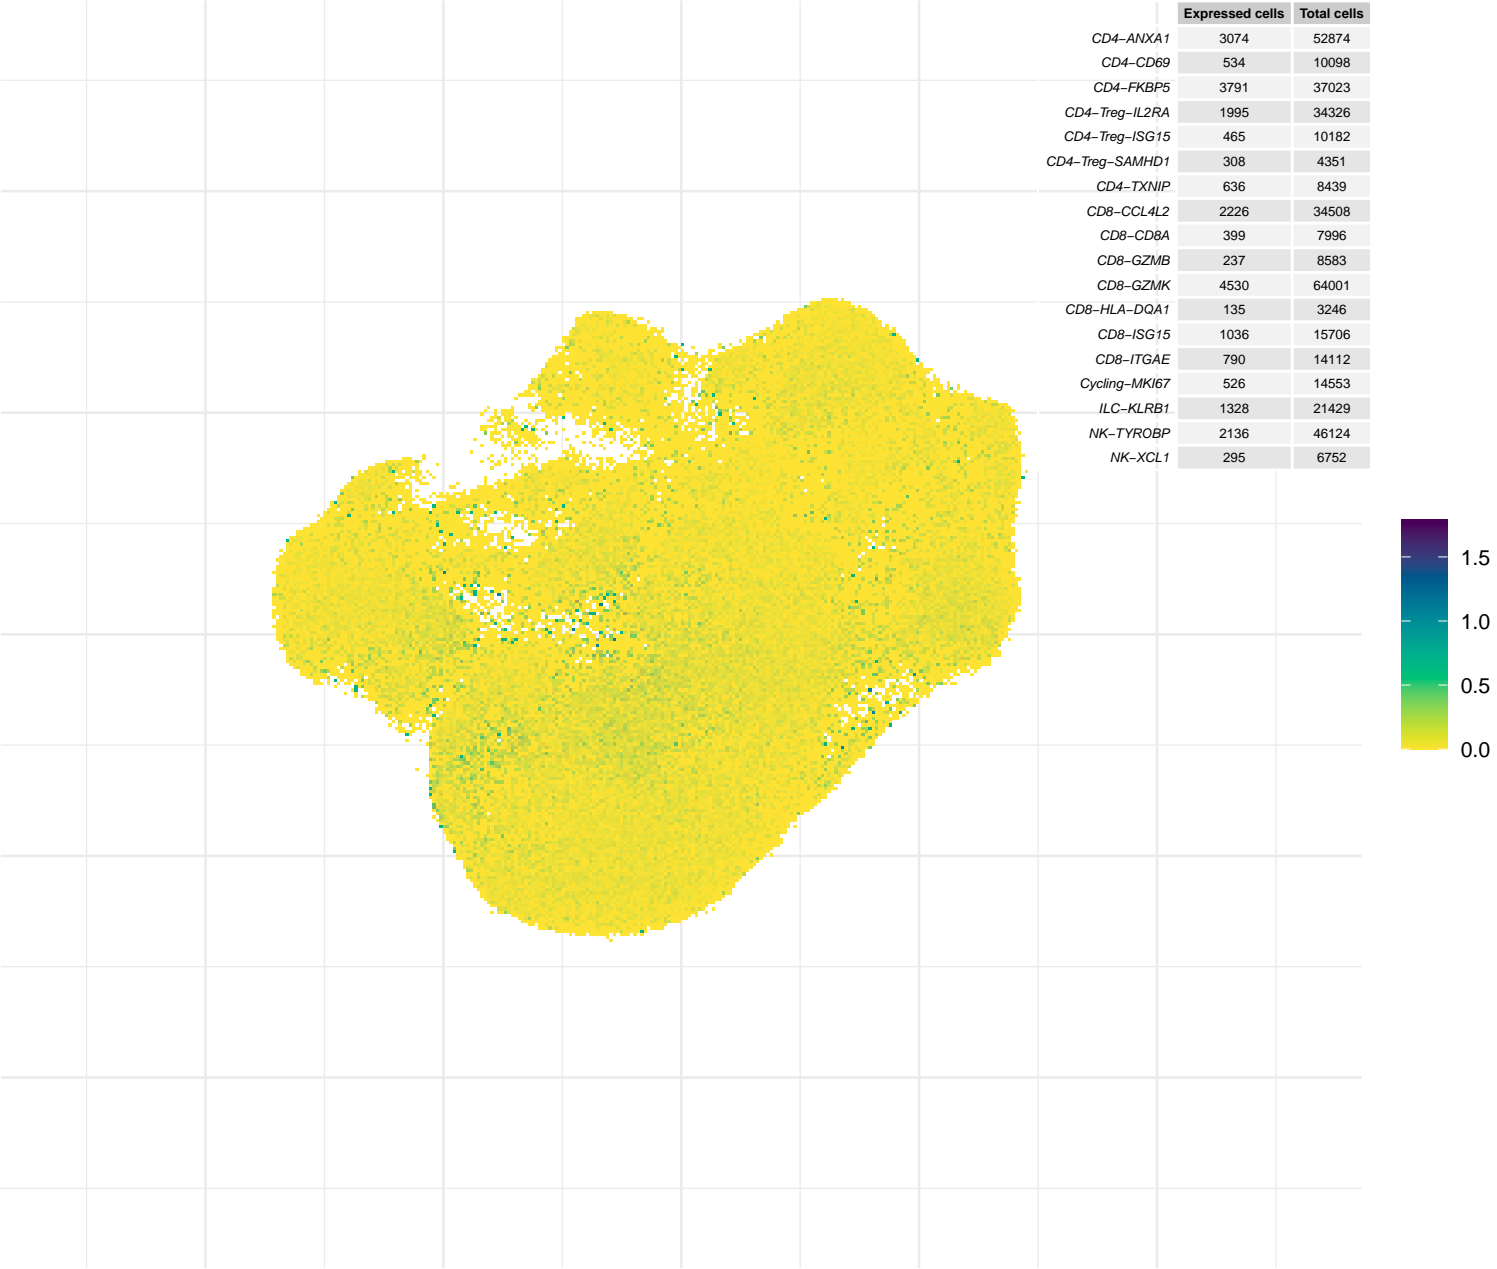 Expressed cells Total cells
CD4−ANXA1 3074 52874
CD4−CD69 534 10098
CD4−FKBP5 3791 37023
CD4−Treg−IL2RA 1995 34326
CD4−Treg−ISG15 465 10182
CD4−Treg−SAMHD1 308 4351
CD4−TXNIP 636 8439
CD8−CCL4L2 2226 34508
CD8−CD8A 399 7996
CD8−GZMB 237 8583
CD8−GZMK 4530 64001
CD8−HLA−DQA1 135 3246
CD8−ISG15 1036 15706
CD8−ITGAE 790 14112
Cycling−MKI67 526 14553
ILC−KLRB1 1328 21429
NK−TYROBP 2136 46124
NK−XCL1 295 6752
1.5
1.0
0.5
0.0